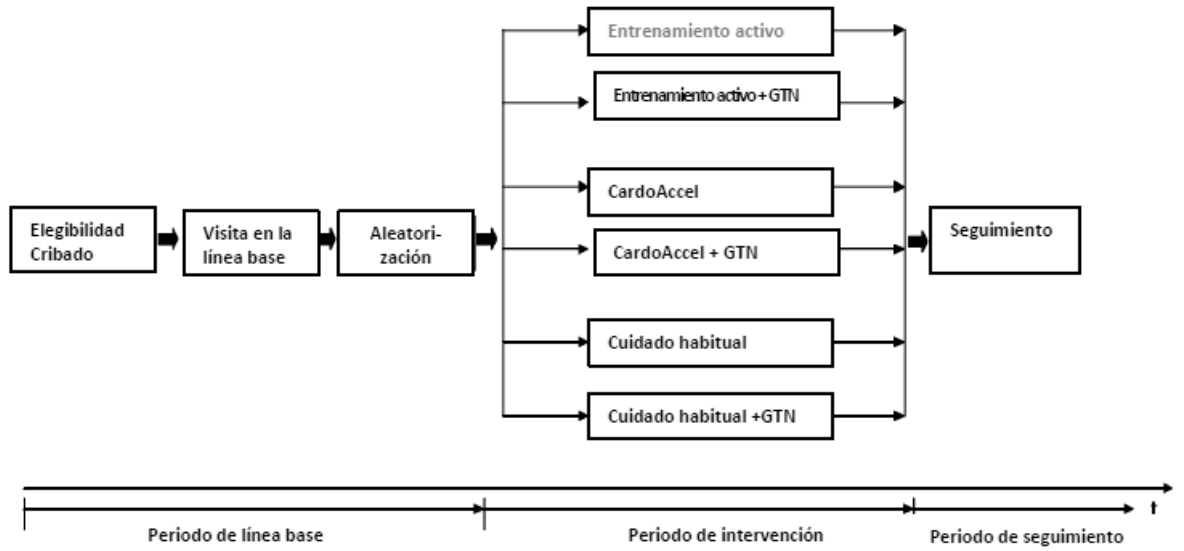 Entrenamiento activo
Entrenamiento activo + GTN
CardoAccel
CardoAccel + GTN
Cuidado habitual
Cuidado habitual +GTN
Elegibilidad
Cribado
Visita en la
línea base
Aleatori-
zación
Seguimiento
t
Periodo de línea base
Periodo de intervención
Periodo de seguimiento